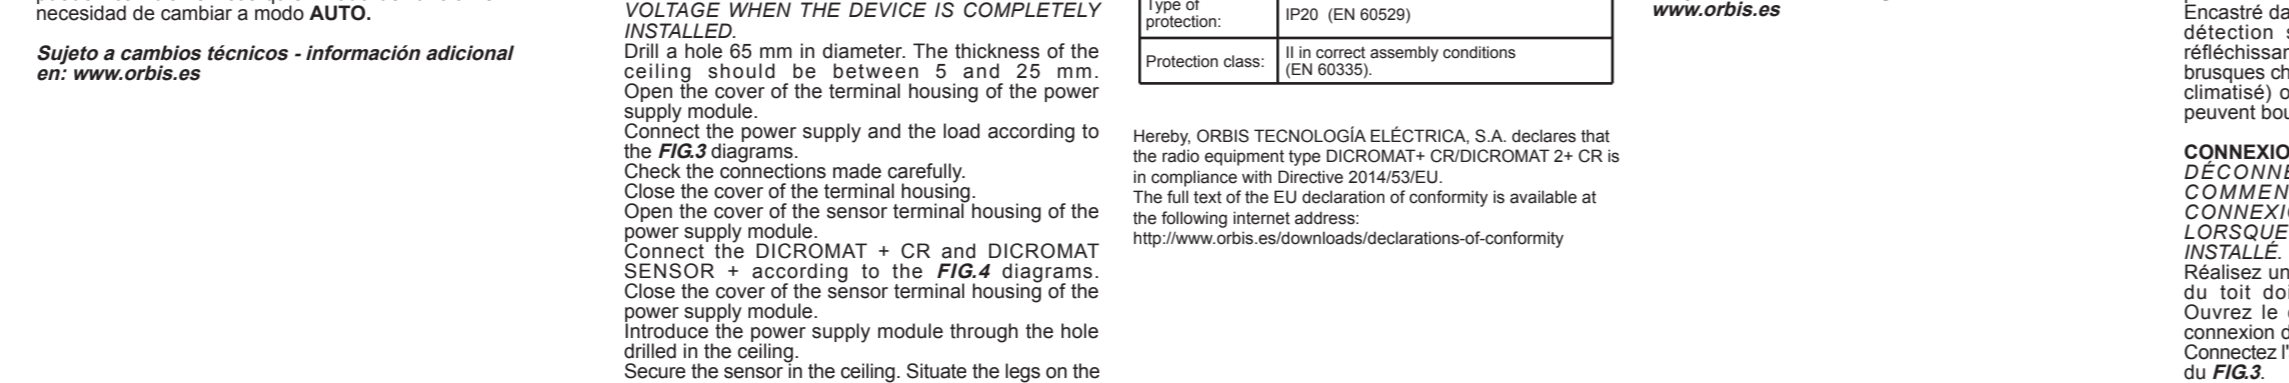 necesidad de cambiar a modo AUTO.
Sujeto a cambios técnicos - información adicional
en: www.orbis.es
VOLTAGE WHEN THE DEVICE IS COMPLETELY
INSTALLED.
Drill a hole 65 mm in diameter. The thickness of the
ceiling should be between 5 and 25 mm.
Open the cover of the terminal housing of the power
supply module.
Connect the power supply and the load according to
the FIG.3 diagrams.
Check the connections made carefully.
Close the cover of the terminal housing.
Open the cover of the sensor terminal housing of the
power supply module.
Connect the DICROMAT + CR and DICROMAT
SENSOR + according to the FIG.4 diagrams.
Close the cover of the sensor terminal housing of the
power supply module.
Introduce the power supply module through the hole
drilled in the ceiling.
Secure the sensor in the ceiling. Situate the legs on the
Type of
protection:
IP20 (EN 60529)
Protection class:
II in correct assembly conditions
(EN 60335).
Hereby, ORBIS TECNOLOGÍA ELÉCTRICA, S.A. declares that
the radio equipment type DICROMAT+ CR/DICROMAT 2+ CR is
in compliance with Directive 2014/53/EU.
The full text of the EU declaration of conformity is available at
the following internet address:
http://www.orbis.es/downloads/declarations-of-conformity
www.orbis.es
Encastré da
détection s
réfléchissan
brusques ch
climatisé) o
peuvent bou
CONNEXIO
DÉCONNE
COMMEN
CONNEXI
LORSQUE
INSTALLÉ.
Réalisez un
du toit doi
Ouvrez le
connexion d
Connectez l'
du FIG.3.